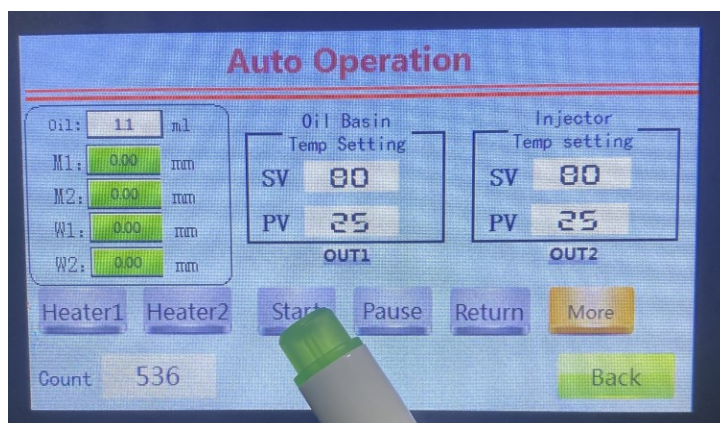 Auto Operation
Oil: 11 ml
M1: 0.00 mm
M2: 0.00 mm
W1: 0.00 mm
W2: 0.00 mm
Oil Basin
Temp Setting
SV 80
PV 25
OUT1
Injector
Temp setting
SV 80
PV 25
OUT2
Heater1 Heater2 Start Pause Return More
Count 536 Back